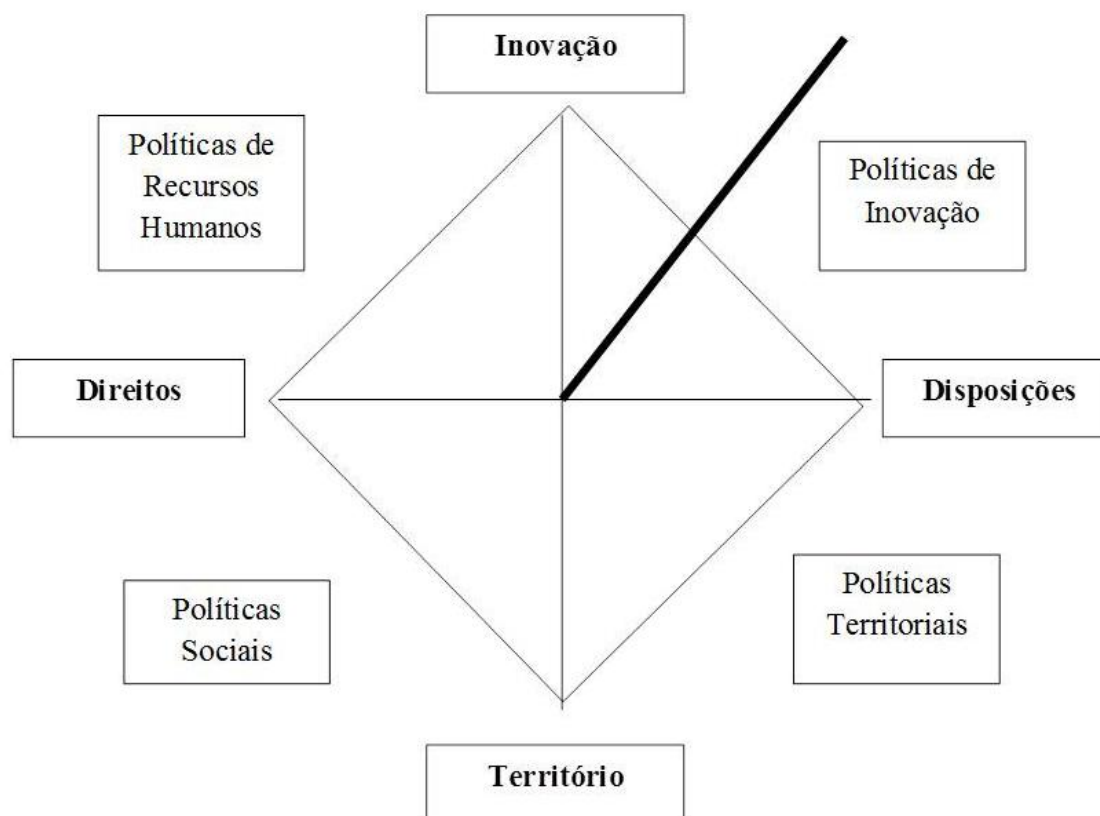 Inovação
Políticas de
Recursos
Humanos
Políticas de
Inovação
Direitos
Disposições
Políticas
Sociais
Políticas
Territoriais
Território